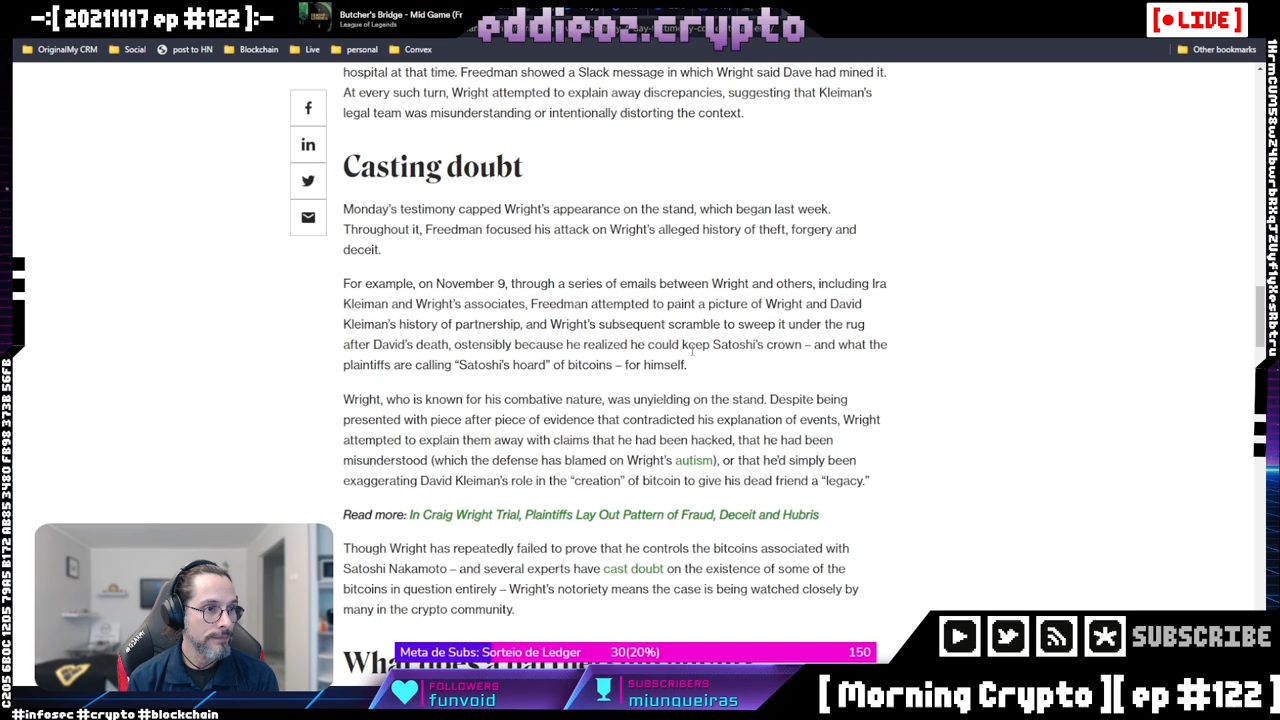 –:[ 20211117 ep #122 ]:–
Butcher's Bridge - Mid Game (Fr
League of Legends
eddieoz.crypto
[●LIVE]
OriginalMy CRM
Social
post to HN
Blockchain
Live
personal
Convex
Other bookmarks
hospital at that time. Freedman showed a Slack message in which Wright said Dave had mined it.
At every such turn, Wright attempted to explain away discrepancies, suggesting that Kleiman's
legal team was misunderstanding or intentionally distorting the context.
Casting doubt
Monday's testimony capped Wright's appearance on the stand, which began last week.
Throughout it, Freedman focused his attack on Wright's alleged history of theft, forgery and
deceit.
For example, on November 9, through a series of emails between Wright and others, including Ira
Kleiman and Wright's associates, Freedman attempted to paint a picture of Wright and David
Kleiman's history of partnership, and Wright's subsequent scramble to sweep it under the rug
after David's death, ostensibly because he realized he could keep Satoshi's crown – and what the
plaintiffs are calling “Satoshi's hoard” of bitcoins – for himself.
Wright, who is known for his combative nature, was unyielding on the stand. Despite being
presented with piece after piece of evidence that contradicted his explanation of events, Wright
attempted to explain them away with claims that he had been hacked, that he had been
misunderstood (which the defense has blamed on Wright's autism), or that he'd simply been
exaggerating David Kleiman's role in the “creation” of bitcoin to give his dead friend a “legacy.”
Read more: In Craig Wright Trial, Plaintiffs Lay Out Pattern of Fraud, Deceit and Hubris
Though Wright has repeatedly failed to prove that he controls the bitcoins associated with
Satoshi Nakamoto – and several experts have cast doubt on the existence of some of the
bitcoins in question entirely – Wright's notoriety means the case is being watched closely by
many in the crypto community.
Meta de Subs: Sorteio de Ledger 30(20%) 150
FOLLOWERS
funvoid
SUBSCRIBERS
mjungueiras
SUBSCRIBE
[ Morning Crypto ][ ep #122 ]
#infosec #crypto #blockchain